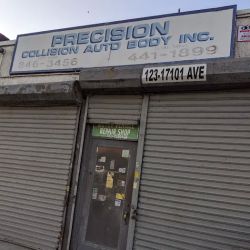 PRECISION
COLLISION AUTO BODY INC.
846-3456 441-1899
123-17101 AVE
REPAIR SHOP